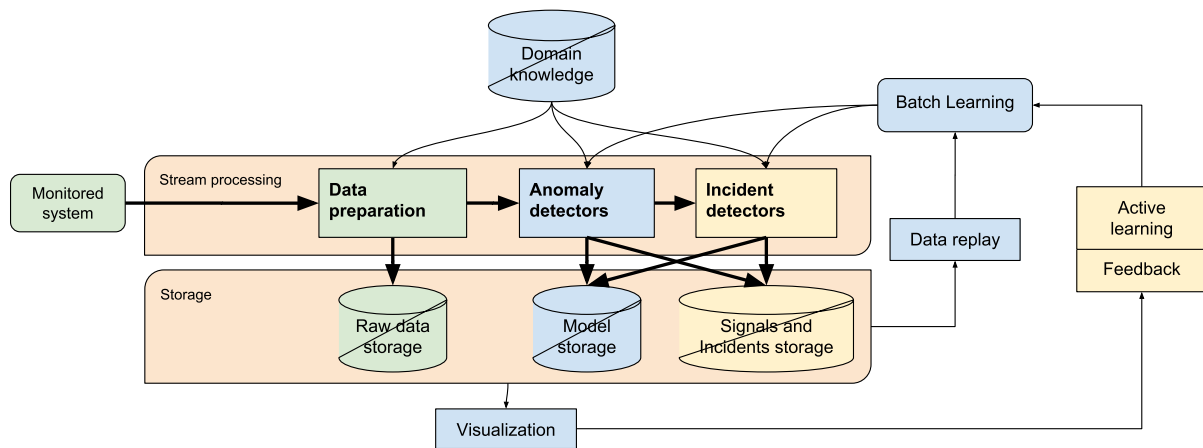 Domain
knowledge
Batch Learning
Stream processing
Monitored
system
Data
preparation
Anomaly
detectors
Incident
detectors
Data replay
Active
learning
Feedback
Storage
Raw data
storage
Model
storage
Signals and
Incidents storage
Visualization